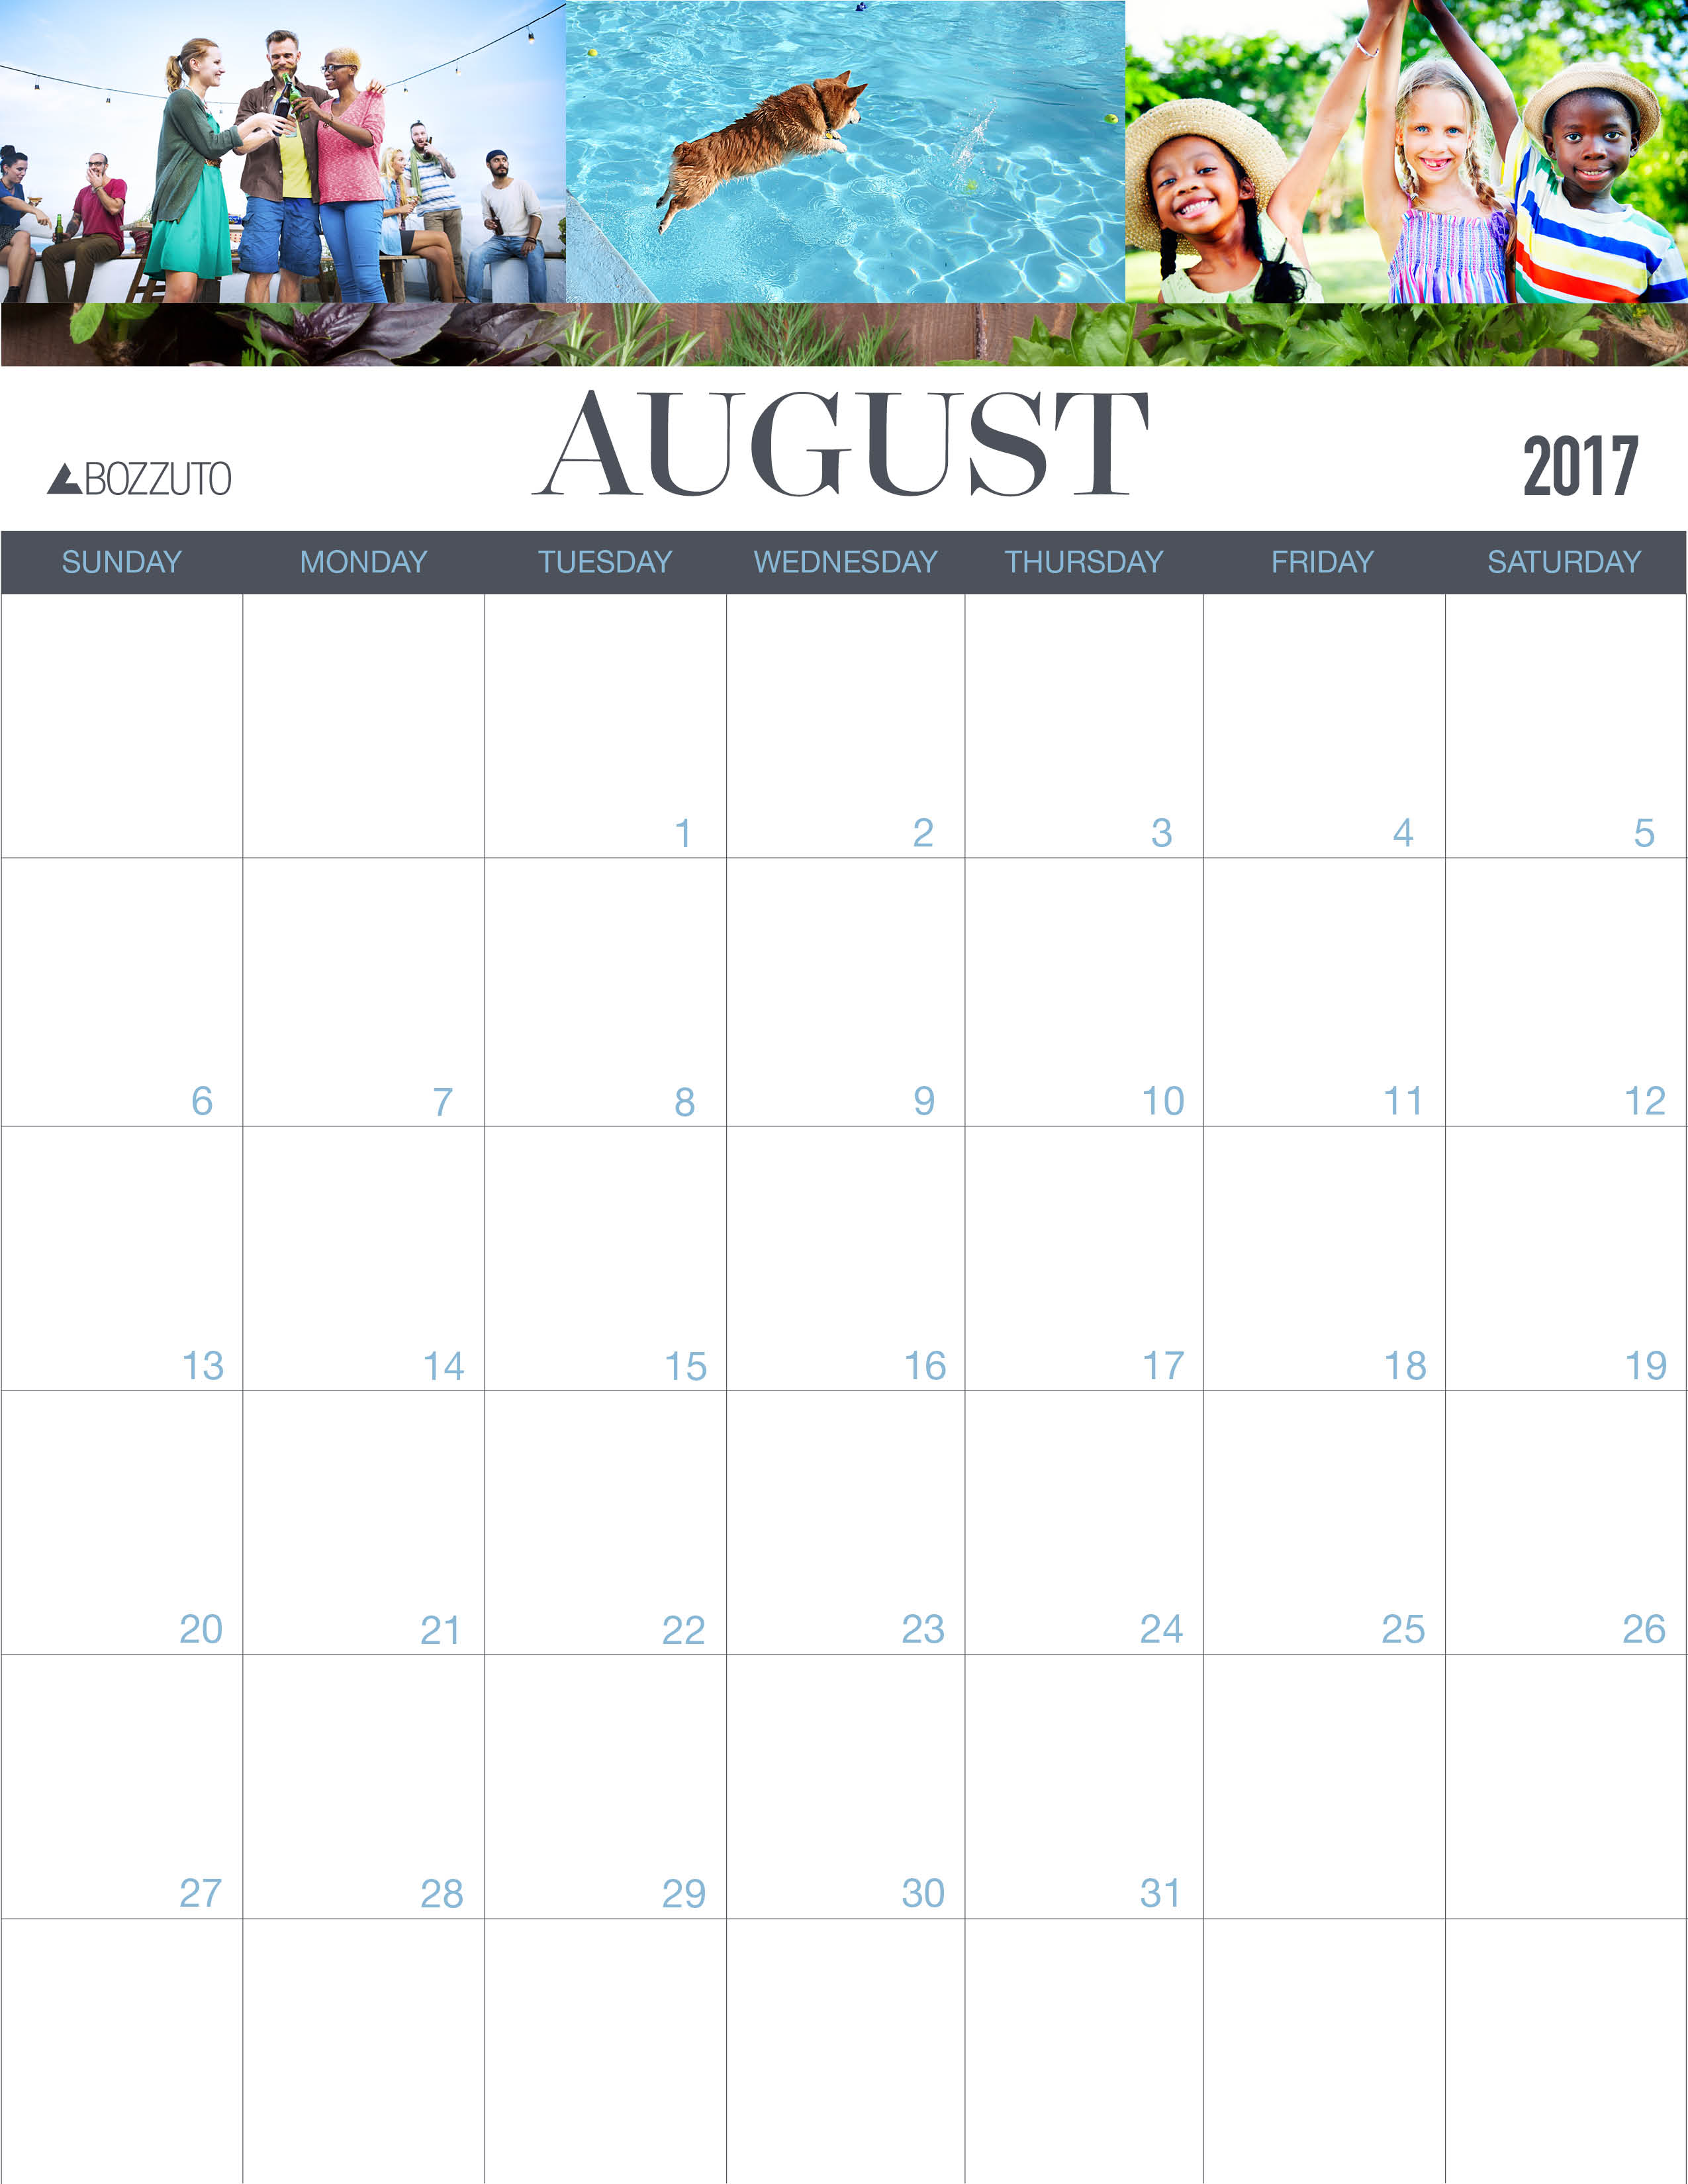 AUGUST
BOZZUTO 2017
SUNDAY MONDAY TUESDAY WEDNESDAY THURSDAY FRIDAY SATURDAY
1 2 3 4 5
6 7 8 9 10 11 12
13 14 15 16 17 18 19
20 21 22 23 24 25 26
27 28 29 30 31